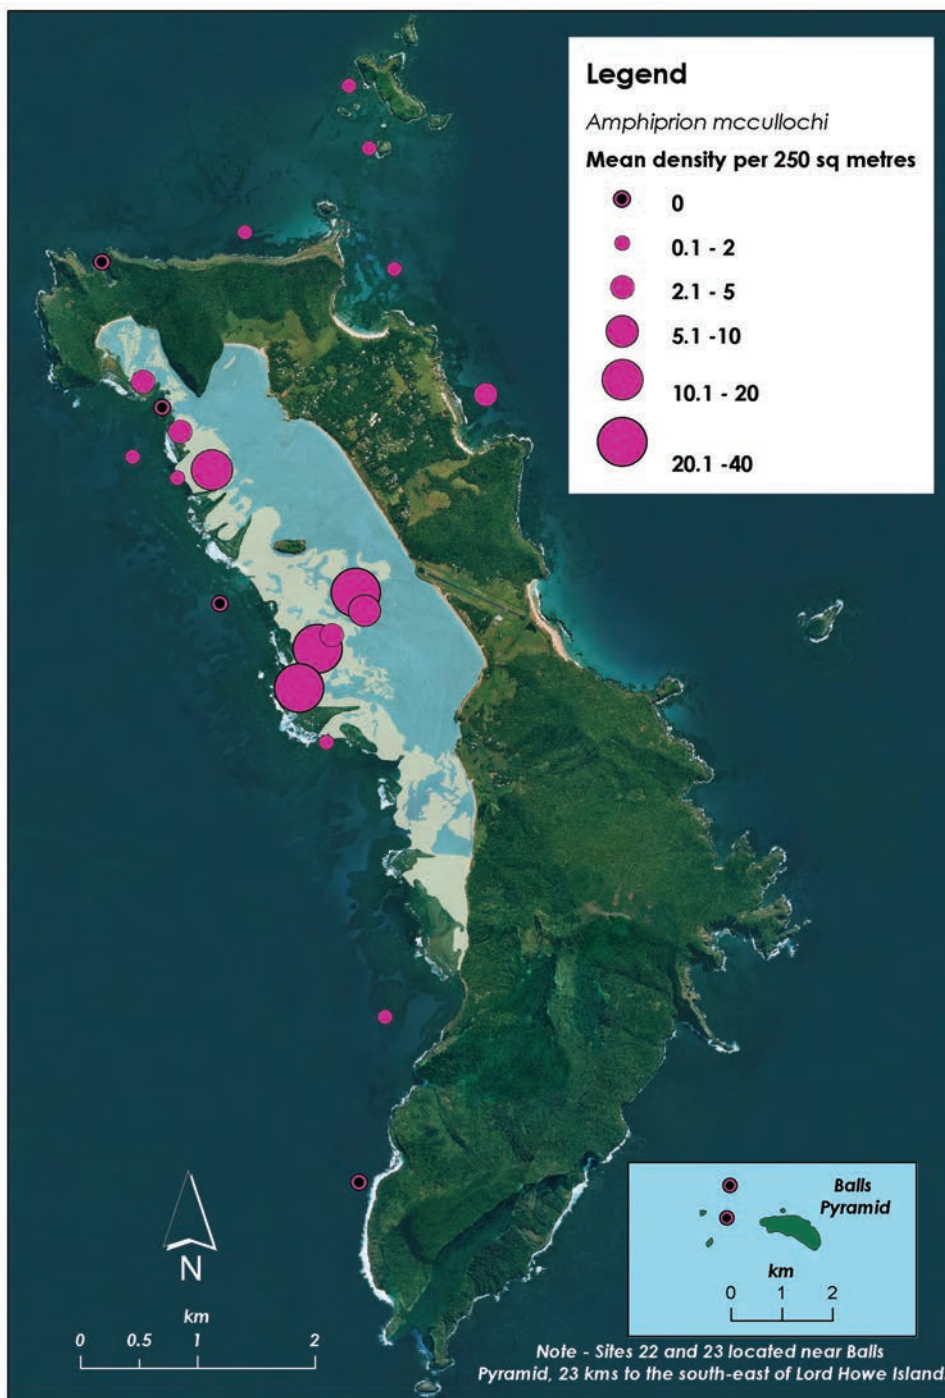 Legend
Amphiprion mccullochi
Mean density per 250 sq metres
0
0.1 - 2
2.1 - 5
5.1 -10
10.1 - 20
20.1 -40
Balls
Pyramid
km
0 1 2
N
km
0 0.5 1 2
Note - Sites 22 and 23 located near Balls
Pyramid, 23 kms to the south-east of Lord Howe Island,